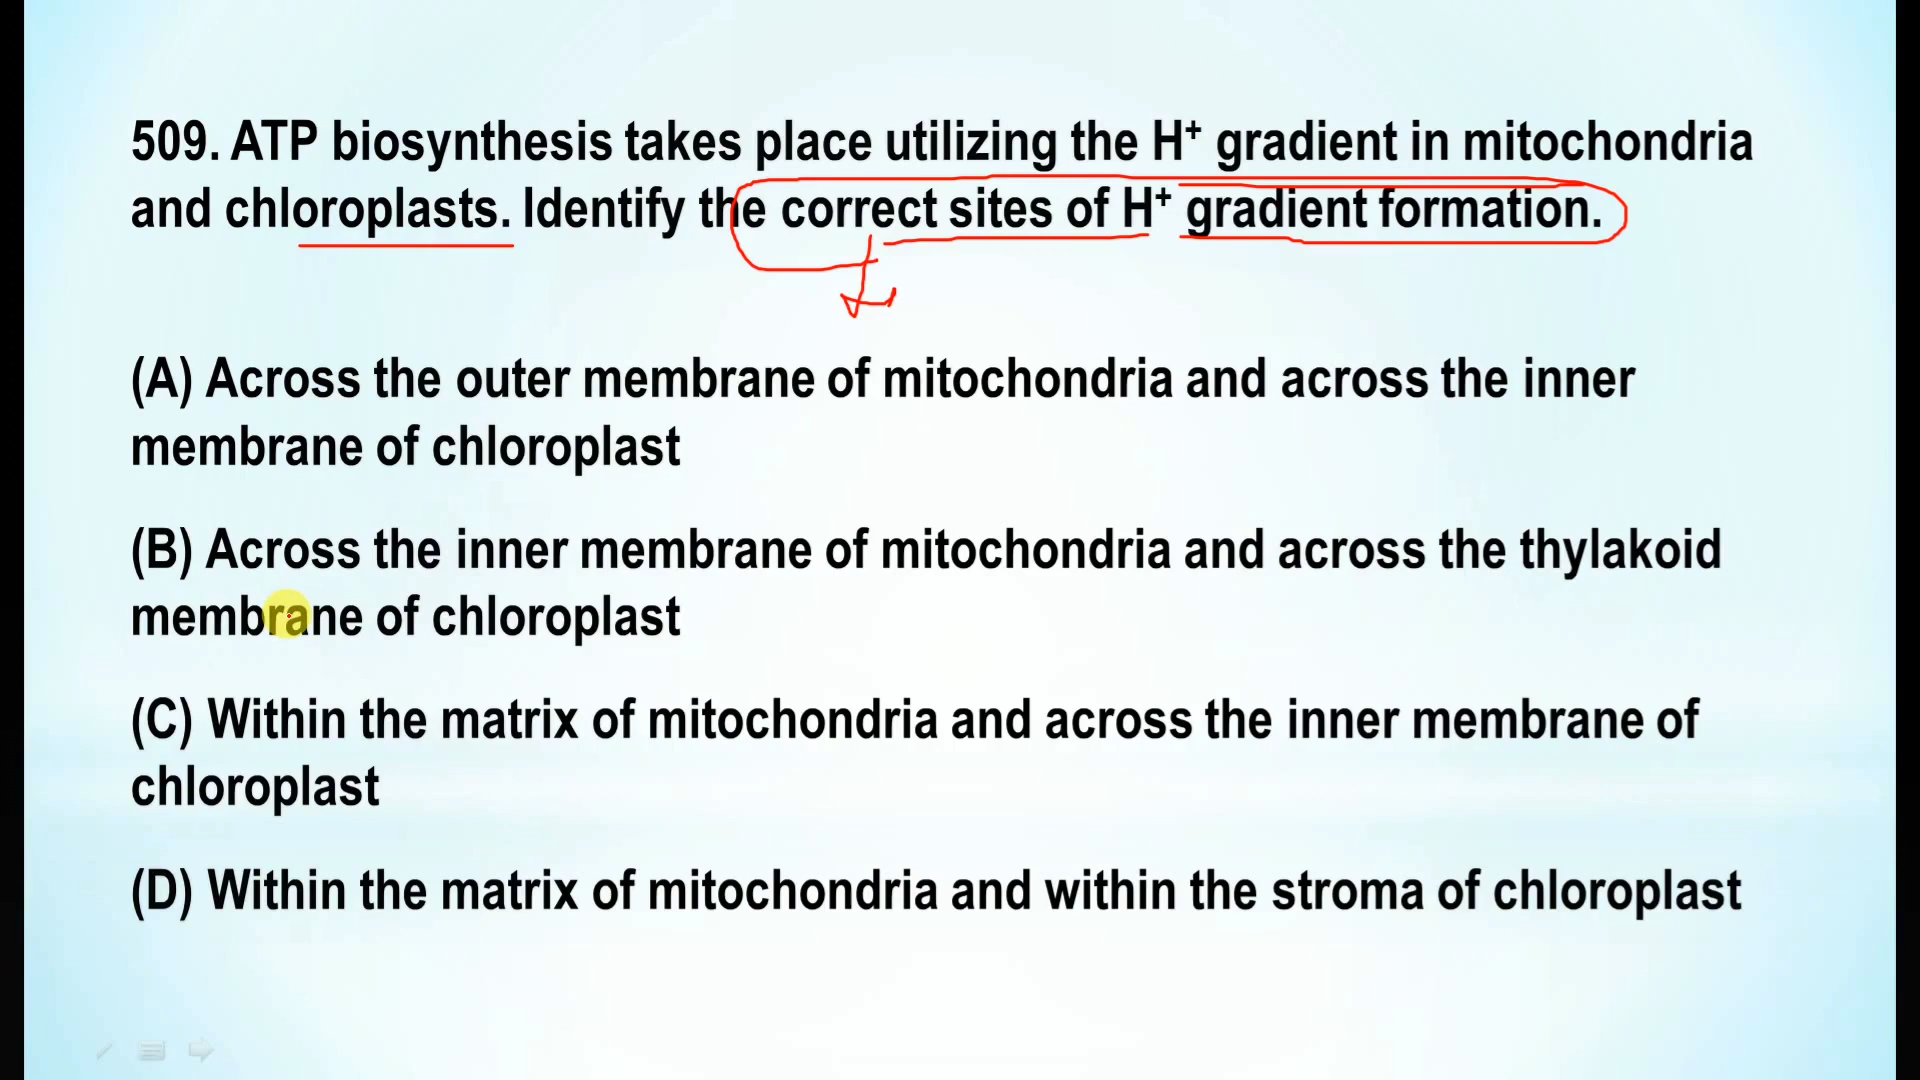 509. ATP biosynthesis takes place utilizing the H⁺ gradient in mitochondria
and chloroplasts. Identify the correct sites of H⁺ gradient formation.
(A) Across the outer membrane of mitochondria and across the inner
membrane of chloroplast
(B) Across the inner membrane of mitochondria and across the thylakoid
membrane of chloroplast
(C) Within the matrix of mitochondria and across the inner membrane of
chloroplast
(D) Within the matrix of mitochondria and within the stroma of chloroplast